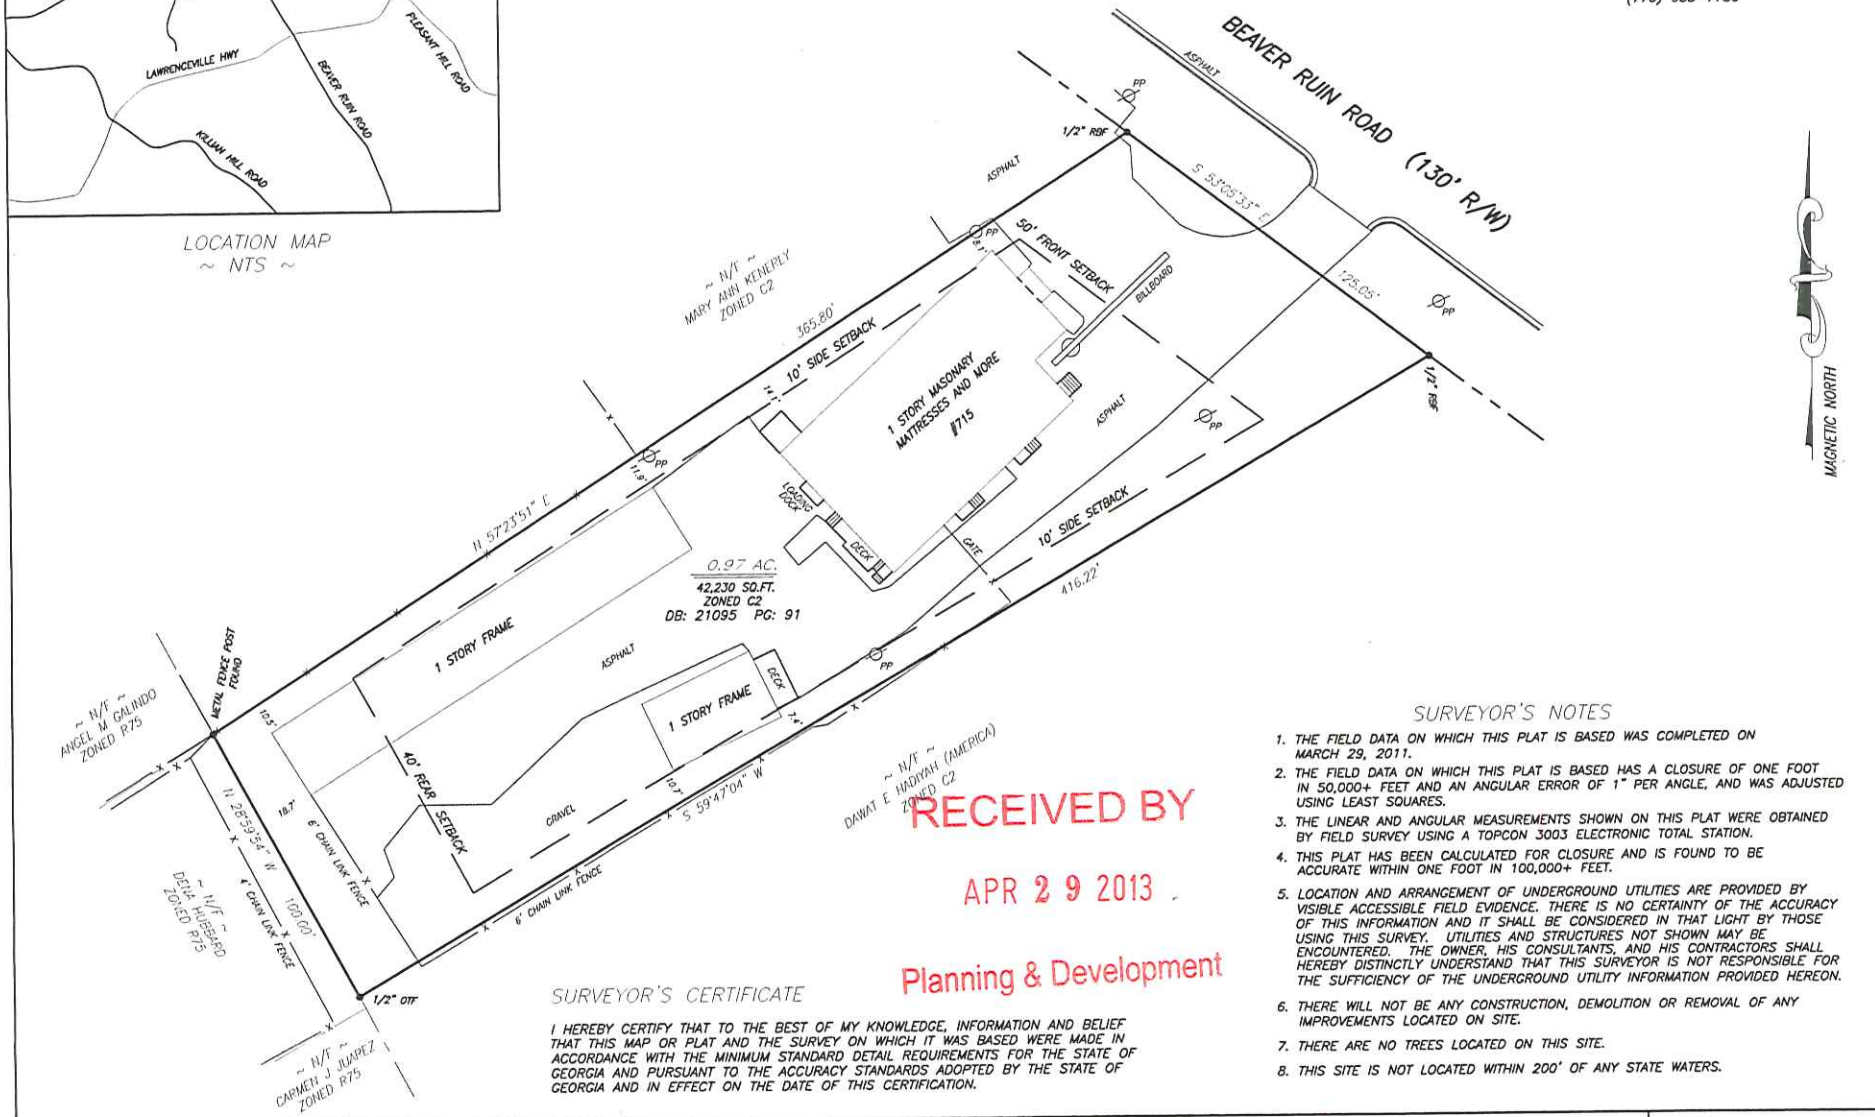 PLEASANT HILL ROAD
LAWRENCEVILLE HWY
BEAVER RUIN ROAD
KILLIAN HILL ROAD
LOCATION MAP
~ NTS ~
BEAVER RUIN ROAD (130' R/W)
ASPHALT
PP
1/2" RBF
ASPHALT
S 53°05'33" E
125.05'
PP
1/2" RBF
MAGNETIC NORTH
PP
8.1'
50' FRONT SETBACK
BILLBOARD
~ N/F ~
MARY ANN KENERLY
ZONED C2
365.80'
10' SIDE SETBACK
14.1'
1 STORY MASONARY
MATTRESSES AND MORE
#715
ASPHALT
PP
PP
11.9'
LOADING
DOCK
DECK
GATE
10' SIDE SETBACK
416.22'
N 57°23'51" E
0.97 AC.
42,230 SQ.FT.
ZONED C2
DB: 21095 PG: 91
1 STORY FRAME
ASPHALT
PP
DECK
1 STORY FRAME
7.4'
METAL FENCE POST
FOUND
~ N/F ~
ANGEL M GALINDO
ZONED R75
10.5'
40' REAR SETBACK
18.7'
6' CHAIN LINK FENCE
GRAVEL
10.7'
S 59°47'04" W
6' CHAIN LINK FENCE
~ N/F ~
DAWAT E HADIYAH (AMERICA)
ZONED C2
N 28°59'54" W
100.00'
4' CHAIN LINK FENCE
~ N/F ~
DENA HUBBARD
ZONED R75
1/2" OTF
~ N/F ~
CARMEN J JUAREZ
ZONED R75
RECEIVED BY
APR 29 2013
Planning & Development
SURVEYOR'S CERTIFICATE
I HEREBY CERTIFY THAT TO THE BEST OF MY KNOWLEDGE, INFORMATION AND BELIEF
THAT THIS MAP OR PLAT AND THE SURVEY ON WHICH IT WAS BASED WERE MADE IN
ACCORDANCE WITH THE MINIMUM STANDARD DETAIL REQUIREMENTS FOR THE STATE OF
GEORGIA AND PURSUANT TO THE ACCURACY STANDARDS ADOPTED BY THE STATE OF
GEORGIA AND IN EFFECT ON THE DATE OF THIS CERTIFICATION.
SURVEYOR'S NOTES
1. THE FIELD DATA ON WHICH THIS PLAT IS BASED WAS COMPLETED ON
MARCH 29, 2011.
2. THE FIELD DATA ON WHICH THIS PLAT IS BASED HAS A CLOSURE OF ONE FOOT
IN 50,000+ FEET AND AN ANGULAR ERROR OF 1" PER ANGLE, AND WAS ADJUSTED
USING LEAST SQUARES.
3. THE LINEAR AND ANGULAR MEASUREMENTS SHOWN ON THIS PLAT WERE OBTAINED
BY FIELD SURVEY USING A TOPCON 3003 ELECTRONIC TOTAL STATION.
4. THIS PLAT HAS BEEN CALCULATED FOR CLOSURE AND IS FOUND TO BE
ACCURATE WITHIN ONE FOOT IN 100,000+ FEET.
5. LOCATION AND ARRANGEMENT OF UNDERGROUND UTILITIES ARE PROVIDED BY
VISIBLE ACCESSIBLE FIELD EVIDENCE. THERE IS NO CERTAINTY OF THE ACCURACY
OF THIS INFORMATION AND IT SHALL BE CONSIDERED IN THAT LIGHT BY THOSE
USING THIS SURVEY. UTILITIES AND STRUCTURES NOT SHOWN MAY BE
ENCOUNTERED. THE OWNER, HIS CONSULTANTS, AND HIS CONTRACTORS SHALL
HEREBY DISTINCTLY UNDERSTAND THAT THIS SURVEYOR IS NOT RESPONSIBLE FOR
THE SUFFICIENCY OF THE UNDERGROUND UTILITY INFORMATION PROVIDED HEREON.
6. THERE WILL NOT BE ANY CONSTRUCTION, DEMOLITION OR REMOVAL OF ANY
IMPROVEMENTS LOCATED ON SITE.
7. THERE ARE NO TREES LOCATED ON THIS SITE.
8. THIS SITE IS NOT LOCATED WITHIN 200' OF ANY STATE WATERS.